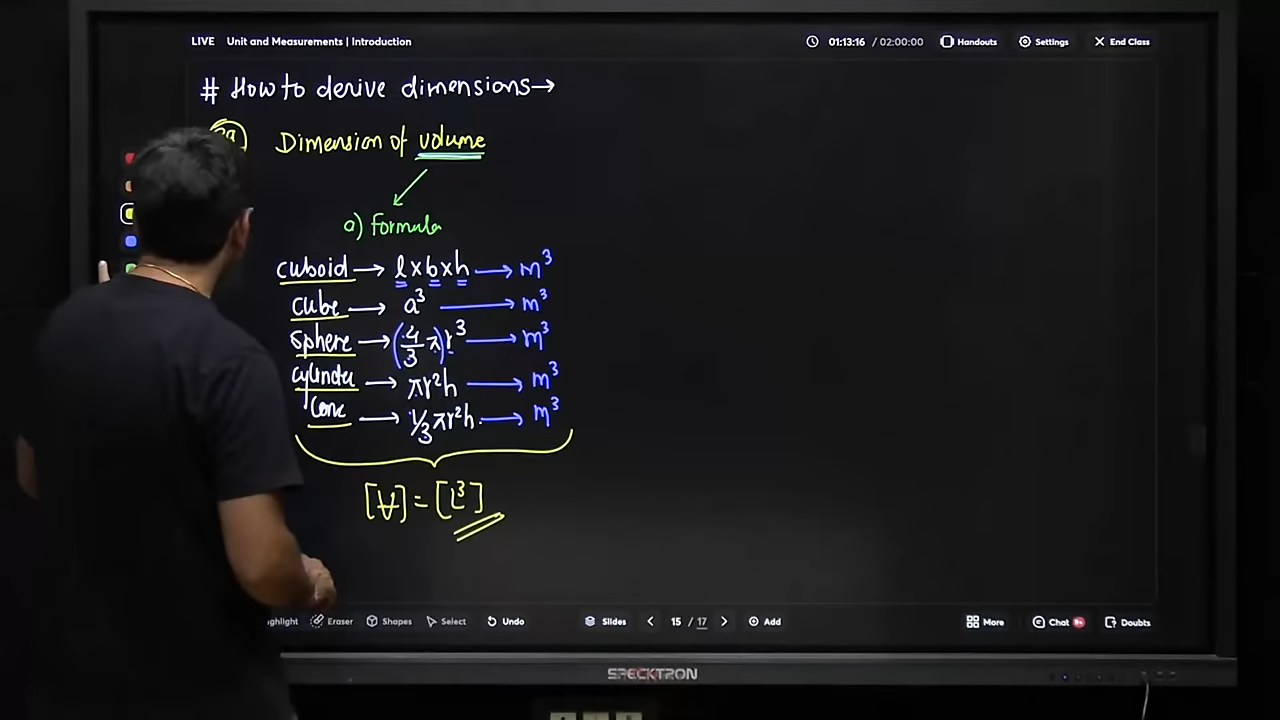 LIVE Unit and Measurements | Introduction 01:13:16 / 02:00:00 Handouts Settings End Class
# How to derive dimensions→
Dimension of volume
a) Formula
cuboid → l x b x h → m³
cube → a³ → m³
sphere → (4/3 π) r³ → m³
cylinder → πr²h → m³
cone → 1/3 πr²h → m³
[V] = [L³]
Eraser Shapes Select Undo Slides 15 / 17 Add More Chat 9+ Doubts
SPECKTRON